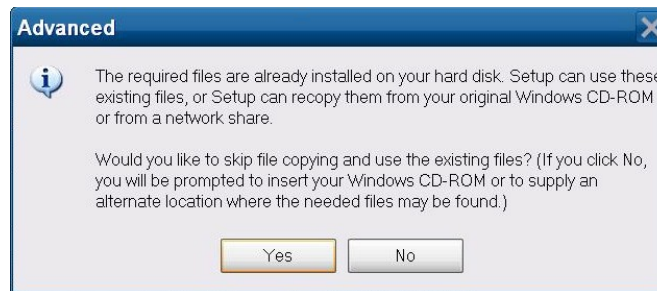 Advanced
The required files are already installed on your hard disk. Setup can use these
existing files, or Setup can recopy them from your original Windows CD-ROM
or from a network share.
Would you like to skip file copying and use the existing files? (If you click No,
you will be prompted to insert your Windows CD-ROM or to supply an
alternate location where the needed files may be found.)
Yes
No